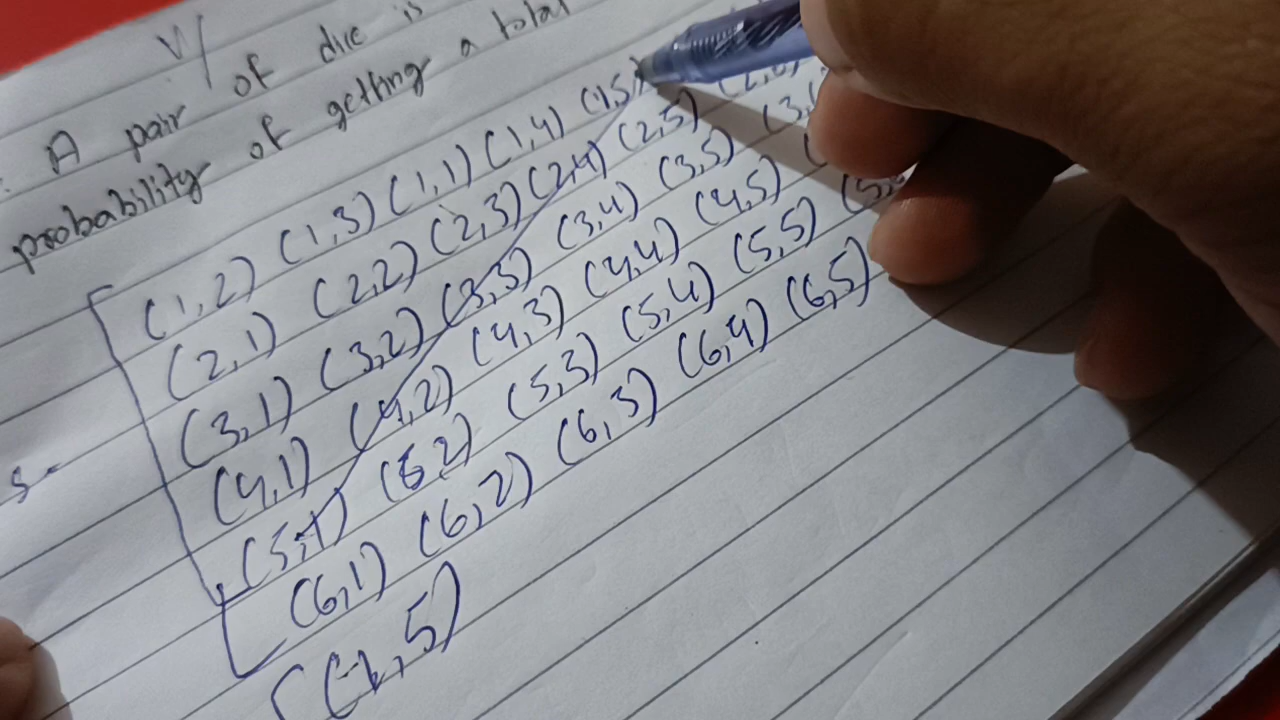 A pair of dice is
probability of getting a total
(1,2) (1,3) (1,1) (1,4) (1,5)
(2,1) (2,2) (2,3) (2,4) (2,5)
(3,1) (3,2) (3,3) (3,4) (3,5)
S= (4,1) (4,2) (4,3) (4,4) (4,5)
(5,1) (5,2) (5,3) (5,4) (5,5)
(6,1) (6,2) (6,3) (6,4) (6,5)
[(1,5)